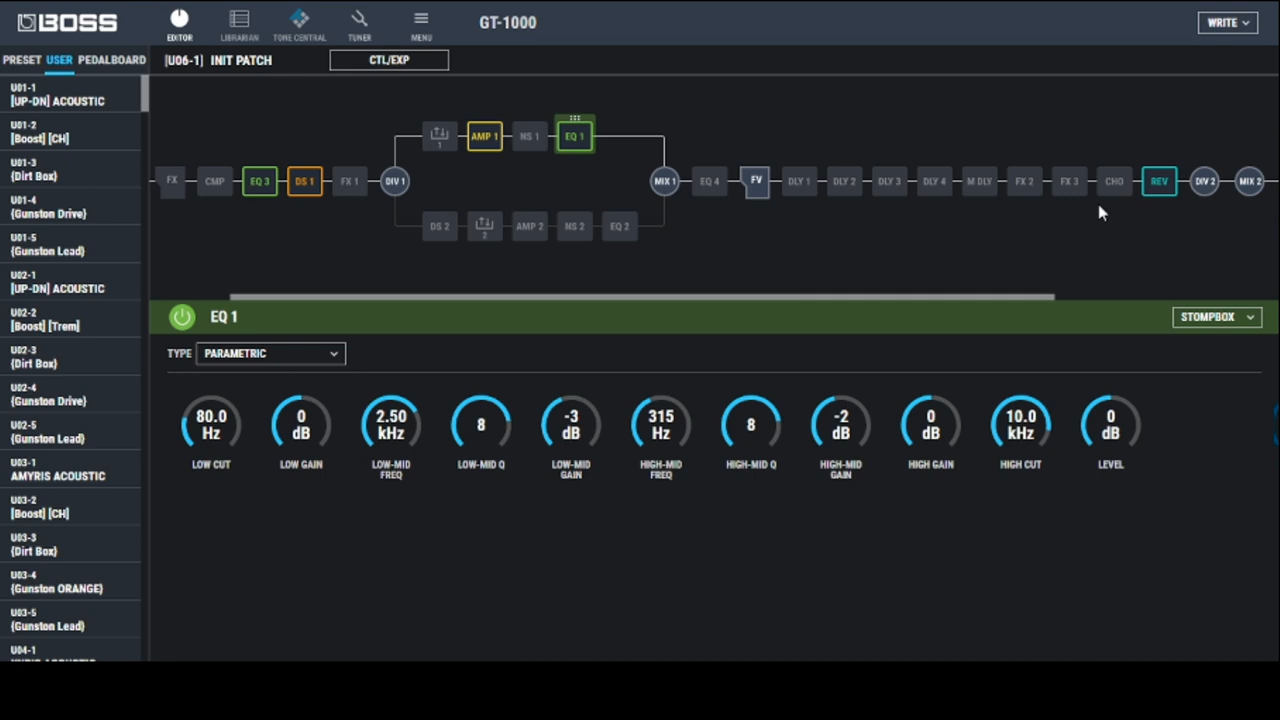 BOSS
EDITOR
LIBRARIAN
TONE CENTRAL
TUNER
MENU
GT-1000
WRITE
PRESET USER PEDALBOARD
[U06-1] INIT PATCH
CTL/EXP
U01-1
[UP-DN] ACOUSTIC
U01-2
[Boost] [CH]
U01-3
{Dirt Box}
U01-4
{Gunston Drive}
U01-5
{Gunston Lead}
U02-1
[UP-DN] ACOUSTIC
U02-2
[Boost] [Trem]
U02-3
{Dirt Box}
U02-4
{Gunston Drive}
U02-5
{Gunston Lead}
U03-1
AMYRIS ACOUSTIC
U03-2
[Boost] [CH]
U03-3
{Dirt Box}
U03-4
{Gunston ORANGE}
U03-5
{Gunston Lead}
U04-1
1 AMP 1 NS 1 EQ 1
FX CMP EQ 3 DS 1 FX 1 DIV 1 MIX 1 EQ 4 FV DLY 1 DLY 2 DLY 3 DLY 4 M DLY FX 2 FX 3 CHO REV DIV 2 MIX 2
DS 2 2 AMP 2 NS 2 EQ 2
EQ 1
STOMPBOX
TYPE PARAMETRIC
80.0 Hz
LOW CUT
0 dB
LOW GAIN
2.50 kHz
LOW-MID FREQ
8
LOW-MID Q
-3 dB
LOW-MID GAIN
315 Hz
HIGH-MID FREQ
8
HIGH-MID Q
-2 dB
HIGH-MID GAIN
0 dB
HIGH GAIN
10.0 kHz
HIGH CUT
0 dB
LEVEL